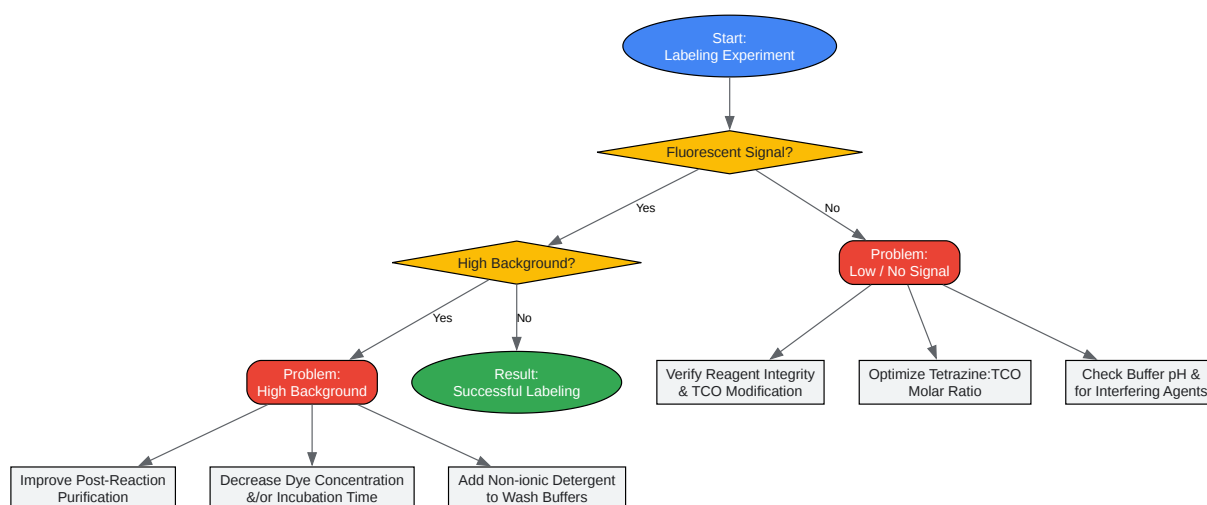 Start:
Labeling Experiment
Fluorescent Signal?
Yes
No
High Background?
Problem:
Low / No Signal
Yes
No
Problem:
High Background
Result:
Successful Labeling
Verify Reagent Integrity
& TCO Modification
Optimize Tetrazine:TCO
Molar Ratio
Check Buffer pH &
for Interfering Agents
Improve Post-Reaction
Purification
Decrease Dye Concentration
&/or Incubation Time
Add Non-ionic Detergent
to Wash Buffers